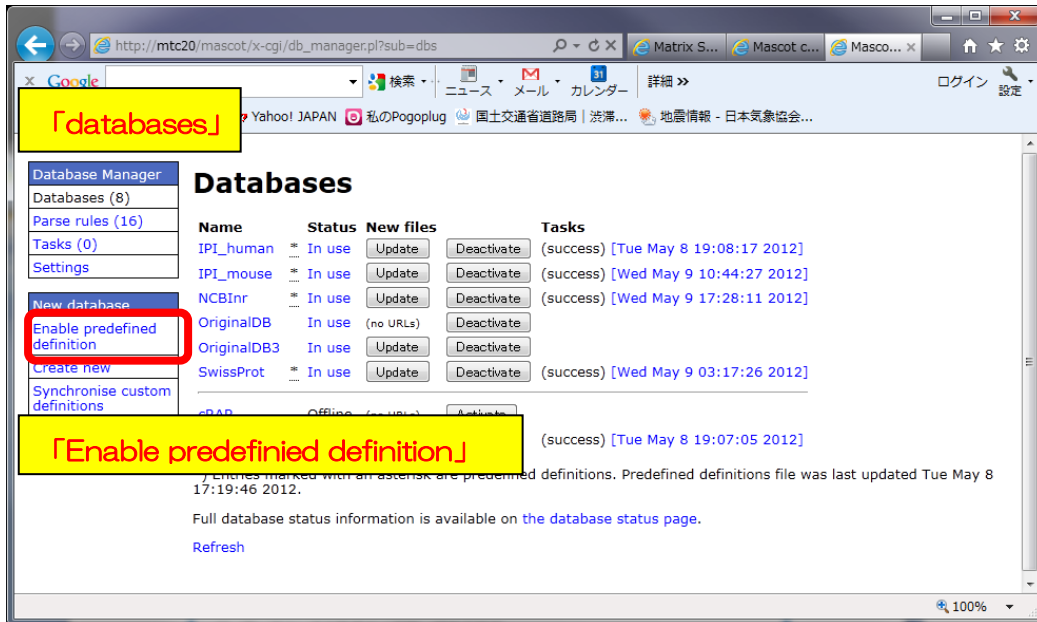 http://mtc20/mascot/x-cgi/db_manager.pl?sub=dbs
Matrix S...
Mascot c...
Masco...
× Google
検索
ニュース
メール
31
カレンダー
詳細 »
ログイン
設定
「databases」
Yahoo! JAPAN
私のPogoplug
国土交通省道路局｜渋滞...
地震情報 - 日本気象協会...
Database Manager
Databases (8)
Parse rules (16)
Tasks (0)
Settings
New database
Enable predefined
definition
Create new
Synchronise custom
definitions
Databases
Name Status New files Tasks
IPI_human * In use Update Deactivate (success) [Tue May 8 19:08:17 2012]
IPI_mouse * In use Update Deactivate (success) [Wed May 9 10:44:27 2012]
NCBInr * In use Update Deactivate (success) [Wed May 9 17:28:11 2012]
OriginalDB In use (no URLs) Deactivate
OriginalDB3 In use Update Deactivate
SwissProt * In use Update Deactivate (success) [Wed May 9 03:17:26 2012]
cRAP Offline (no URLs) Activate
「Enable predefinied definition」
(success) [Tue May 8 19:07:05 2012]
*) Entries marked with an asterisk are predefined definitions. Predefined definitions file was last updated Tue May 8
17:19:46 2012.
Full database status information is available on the database status page.
Refresh
100%